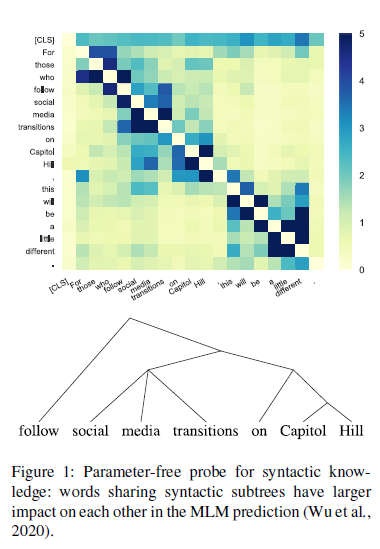 [CLS]
For
those
who
follow
social
media
transitions
on
Capitol
Hill
,
this
will
be
a
little
different
.
5
4
3
2
1
0
[CLS] For those who follow social media transitions on Capitol Hill , this will be a little different .
follow social media transitions on Capitol Hill
Figure 1: Parameter-free probe for syntactic know-
ledge: words sharing syntactic subtrees have larger
impact on each other in the MLM prediction (Wu et al.,
2020).